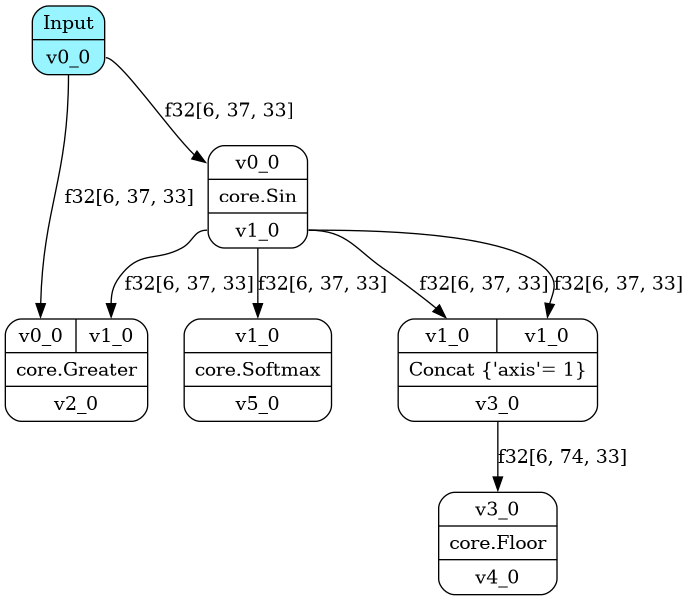 Input
v0_0
f32[6, 37, 33]
v0_0
f32[6, 37, 33]
core.Sin
v1_0
f32[6, 37, 33]
f32[6, 37, 33]
f32[6, 37, 33]
f32[6, 37, 33]
v0_0 v1_0
core.Greater
v2_0
v1_0
core.Softmax
v5_0
v1_0 v1_0
Concat {'axis'= 1}
v3_0
f32[6, 74, 33]
v3_0
core.Floor
v4_0